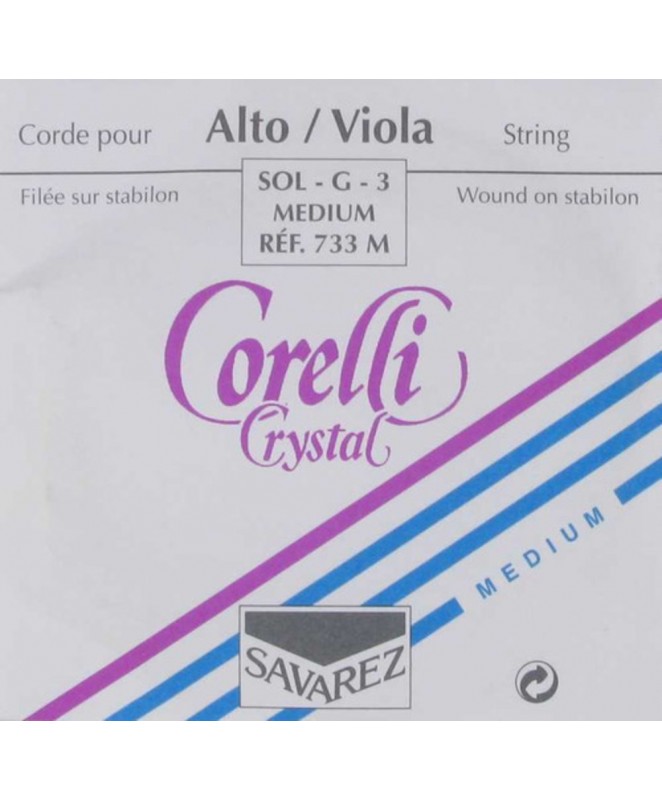 Corde pour Alto / Viola String
Filée sur stabilon
SOL - G - 3
MEDIUM
RÉF. 733 M
Wound on stabilon
Corelli
Crystal
MEDIUM
SAVAREZ